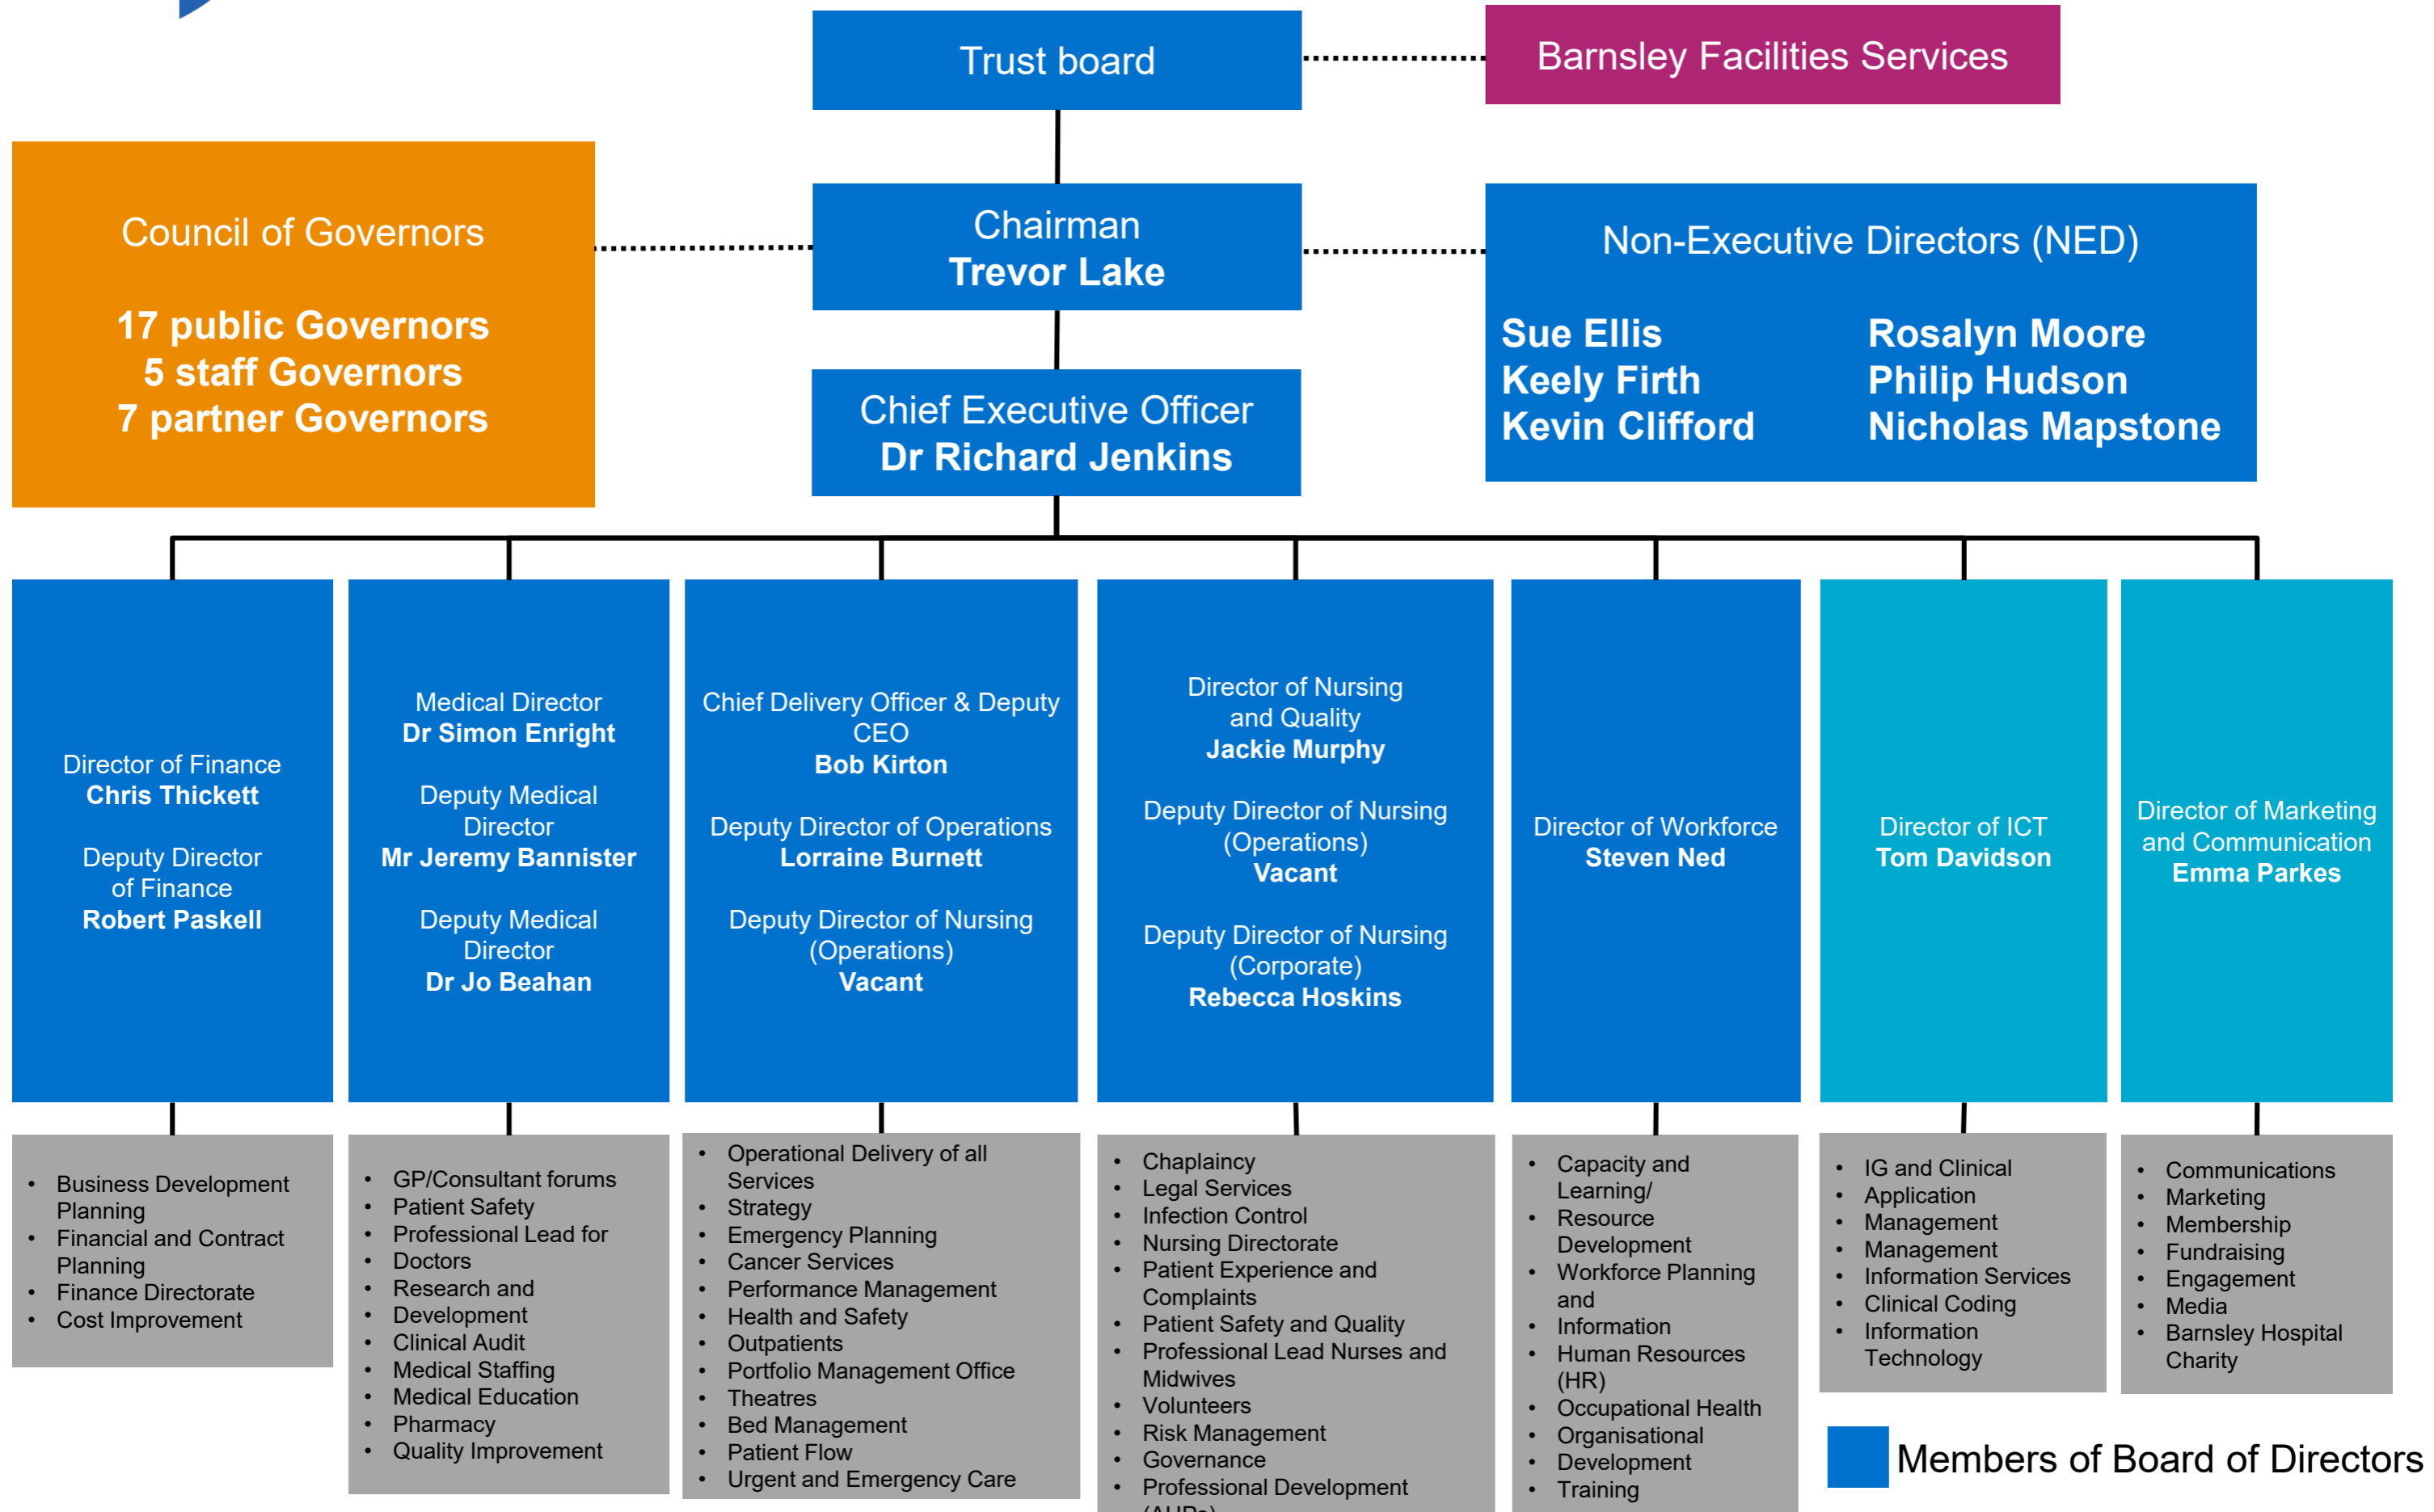 Trust board
Barnsley Facilities Services
Council of Governors
17 public Governors
5 staff Governors
7 partner Governors
Chairman
Trevor Lake
Non-Executive Directors (NED)
Sue Ellis
Keely Firth
Kevin Clifford
Rosalyn Moore
Philip Hudson
Nicholas Mapstone
Chief Executive Officer
Dr Richard Jenkins
Director of Finance
Chris Thickett
Deputy Director
of Finance
Robert Paskell
Medical Director
Dr Simon Enright
Deputy Medical
Director
Mr Jeremy Bannister
Deputy Medical
Director
Dr Jo Beahan
Chief Delivery Officer & Deputy
CEO
Bob Kirton
Deputy Director of Operations
Lorraine Burnett
Deputy Director of Nursing
(Operations)
Vacant
Director of Nursing
and Quality
Jackie Murphy
Deputy Director of Nursing
(Operations)
Vacant
Deputy Director of Nursing
(Corporate)
Rebecca Hoskins
Director of Workforce
Steven Ned
Director of ICT
Tom Davidson
Director of Marketing
and Communication
Emma Parkes
• Business Development
Planning
• Financial and Contract
Planning
• Finance Directorate
• Cost Improvement
• GP/Consultant forums
• Patient Safety
• Professional Lead for
• Doctors
• Research and
• Development
• Clinical Audit
• Medical Staffing
• Medical Education
• Pharmacy
• Quality Improvement
• Operational Delivery of all
Services
• Strategy
• Emergency Planning
• Cancer Services
• Performance Management
• Health and Safety
• Outpatients
• Portfolio Management Office
• Theatres
• Bed Management
• Patient Flow
• Urgent and Emergency Care
• Chaplaincy
• Legal Services
• Infection Control
• Nursing Directorate
• Patient Experience and
Complaints
• Patient Safety and Quality
• Professional Lead Nurses and
Midwives
• Volunteers
• Risk Management
• Governance
• Professional Development
(AHPs)
• Capacity and
Learning/
• Resource
Development
• Workforce Planning
and
• Information
• Human Resources
(HR)
• Occupational Health
• Organisational
• Development
• Training
• IG and Clinical
• Application
• Management
• Management
• Information Services
• Clinical Coding
• Information
Technology
• Communications
• Marketing
• Membership
• Fundraising
• Engagement
• Media
• Barnsley Hospital
Charity
Members of Board of Directors